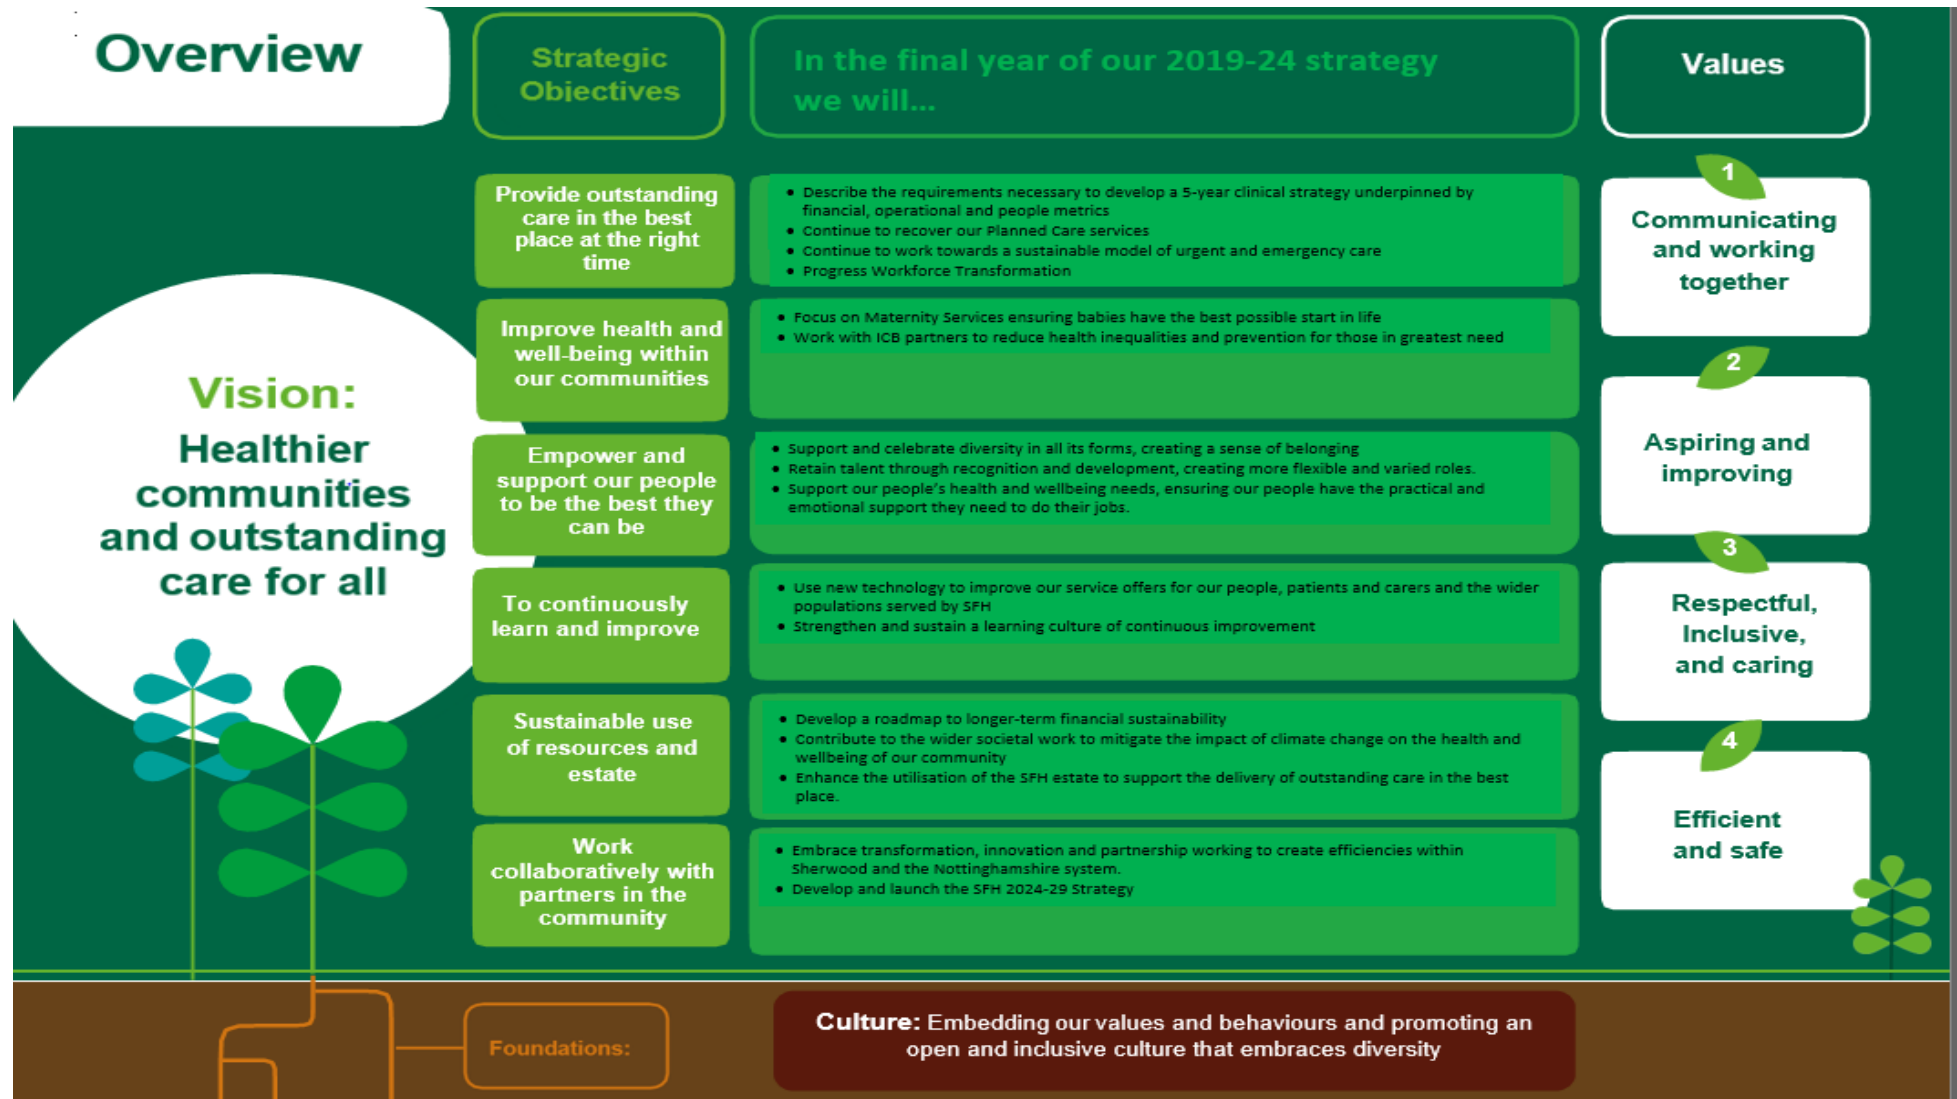 Overview
Strategic
Objectives
In the final year of our 2019-24 strategy
we will...
Values
Vision:
Healthier
communities
and outstanding
care for all
Provide outstanding
care in the best
place at the right
time
• Describe the requirements necessary to develop a 5-year clinical strategy underpinned by
financial, operational and people metrics
• Continue to recover our Planned Care services
• Continue to work towards a sustainable model of urgent and emergency care
• Progress Workforce Transformation
Improve health and
well-being within
our communities
• Focus on Maternity Services ensuring babies have the best possible start in life
• Work with ICB partners to reduce health inequalities and prevention for those in greatest need
Empower and
support our people
to be the best they
can be
• Support and celebrate diversity in all its forms, creating a sense of belonging
• Retain talent through recognition and development, creating more flexible and varied roles.
• Support our people's health and wellbeing needs, ensuring our people have the practical and
emotional support they need to do their jobs.
To continuously
learn and improve
• Use new technology to improve our service offers for our people, patients and carers and the wider
populations served by SFH
• Strengthen and sustain a learning culture of continuous improvement
Sustainable use
of resources and
estate
• Develop a roadmap to longer-term financial sustainability
• Contribute to the wider societal work to mitigate the impact of climate change on the health and
wellbeing of our community
• Enhance the utilisation of the SFH estate to support the delivery of outstanding care in the best
place.
Work
collaboratively with
partners in the
community
• Embrace transformation, innovation and partnership working to create efficiencies within
Sherwood and the Nottinghamshire system.
• Develop and launch the SFH 2024-29 Strategy
1
Communicating
and working
together
2
Aspiring and
improving
3
Respectful,
Inclusive,
and caring
4
Efficient
and safe
Foundations:
Culture: Embedding our values and behaviours and promoting an
open and inclusive culture that embraces diversity